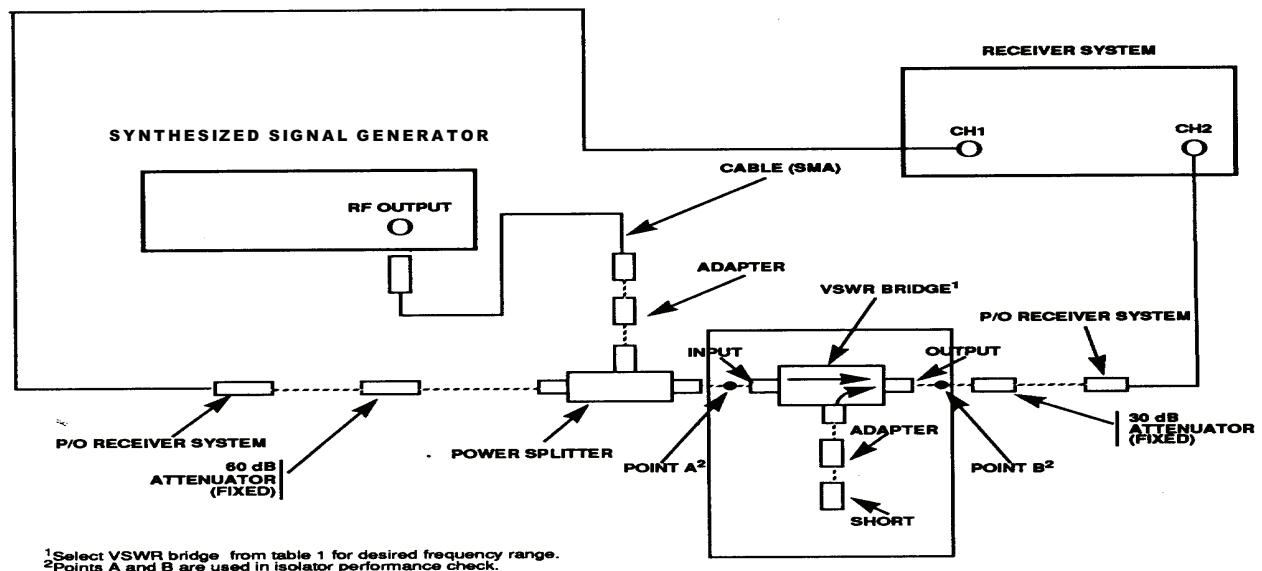 RECEIVER SYSTEM
CH1
CH2
SYNTHESIZED SIGNAL GENERATOR
RF OUTPUT
CABLE (SMA)
ADAPTER
VSWR BRIDGE¹
P/O RECEIVER SYSTEM
INPUT
OUTPUT
P/O RECEIVER SYSTEM
60 dB
ATTENUATOR
(FIXED)
POWER SPLITTER
POINT A²
ADAPTER
SHORT
POINT B²
30 dB
ATTENUATOR
(FIXED)
¹Select VSWR bridge from table 1 for desired frequency range.
²Points A and B are used in isolator performance check.